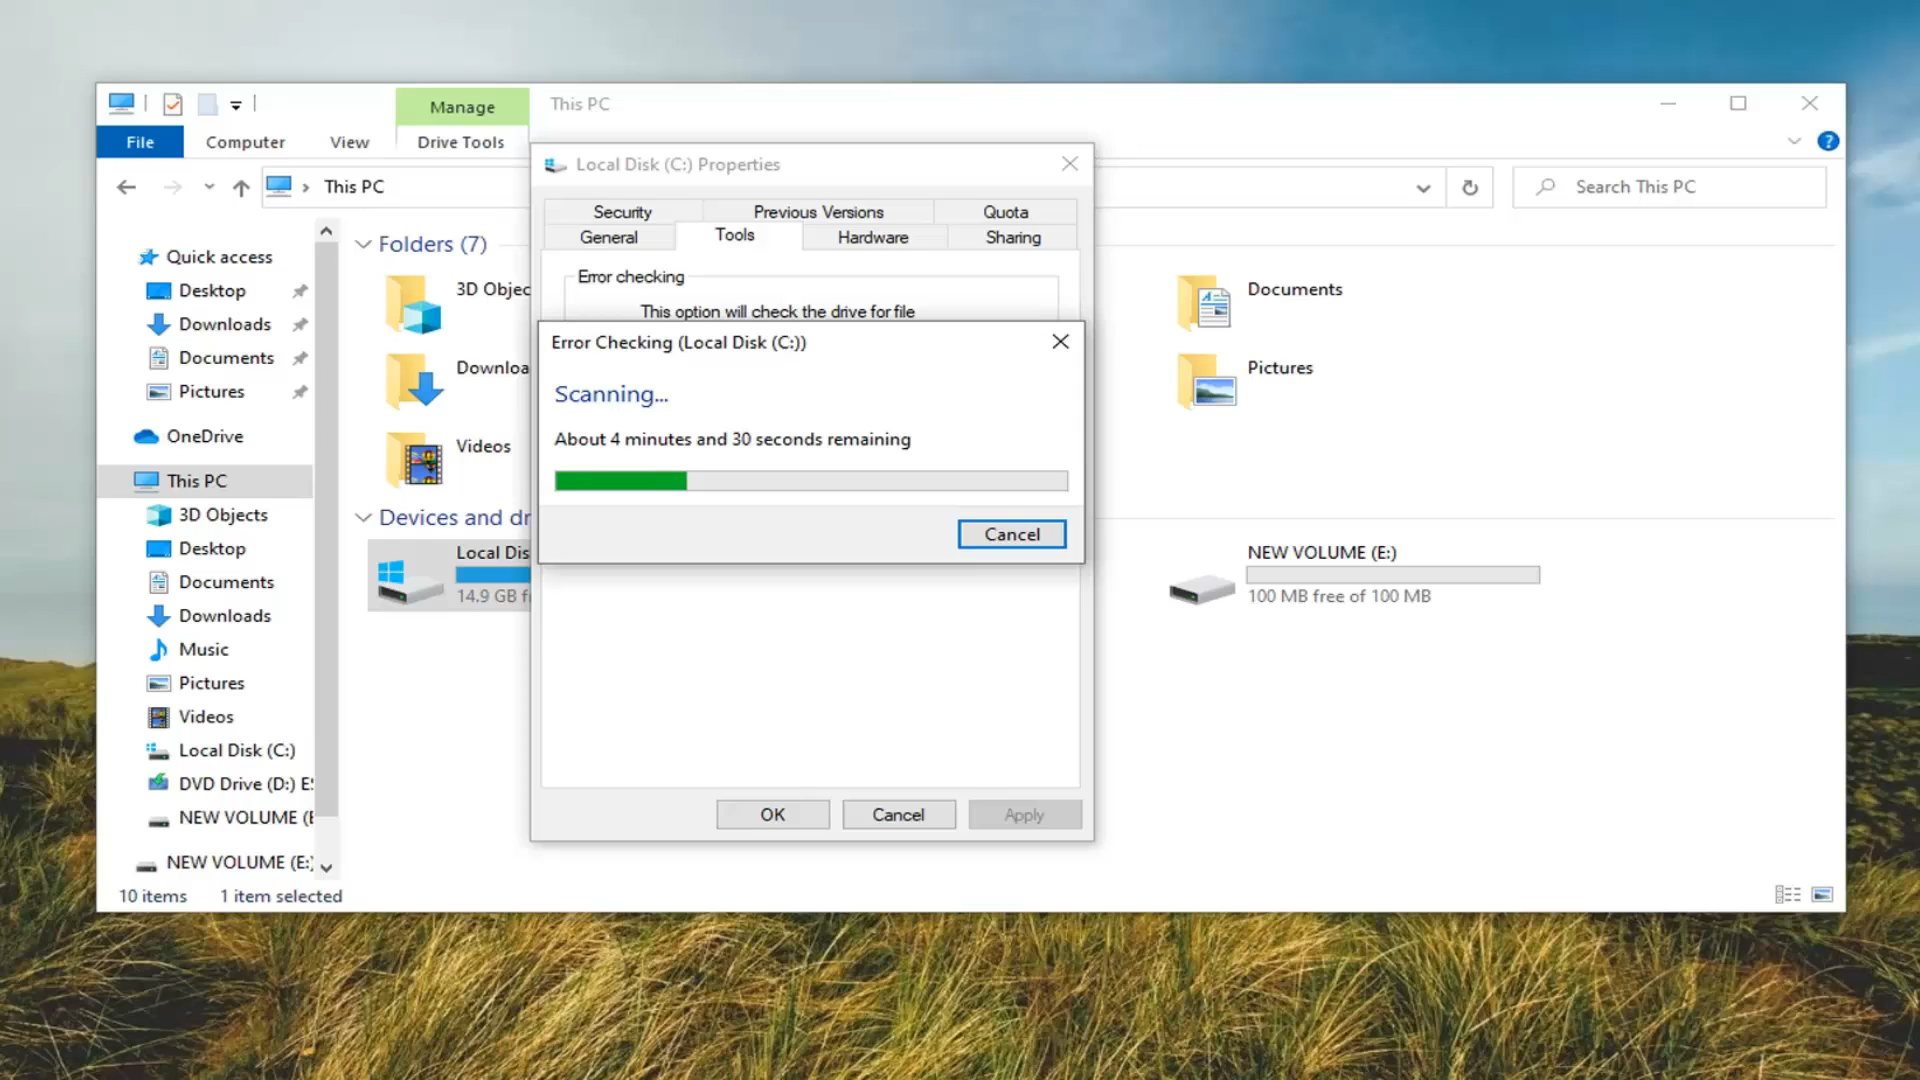 Manage
This PC
File
Computer
View
Drive Tools
This PC
Search This PC
Quick access
Desktop
Downloads
Documents
Pictures
OneDrive
This PC
3D Objects
Desktop
Documents
Downloads
Music
Pictures
Videos
Local Disk (C:)
DVD Drive (D:) E
NEW VOLUME (E
NEW VOLUME (E:)
10 items
1 item selected
Folders (7)
3D Objec
Documents
Downloa
Pictures
Videos
Devices and dr
Local Dis
14.9 GB f
NEW VOLUME (E:)
100 MB free of 100 MB
Local Disk (C:) Properties
Security
Previous Versions
Quota
General
Tools
Hardware
Sharing
Error checking
This option will check the drive for file
Error Checking (Local Disk (C:))
Scanning...
About 4 minutes and 30 seconds remaining
Cancel
OK
Cancel
Apply